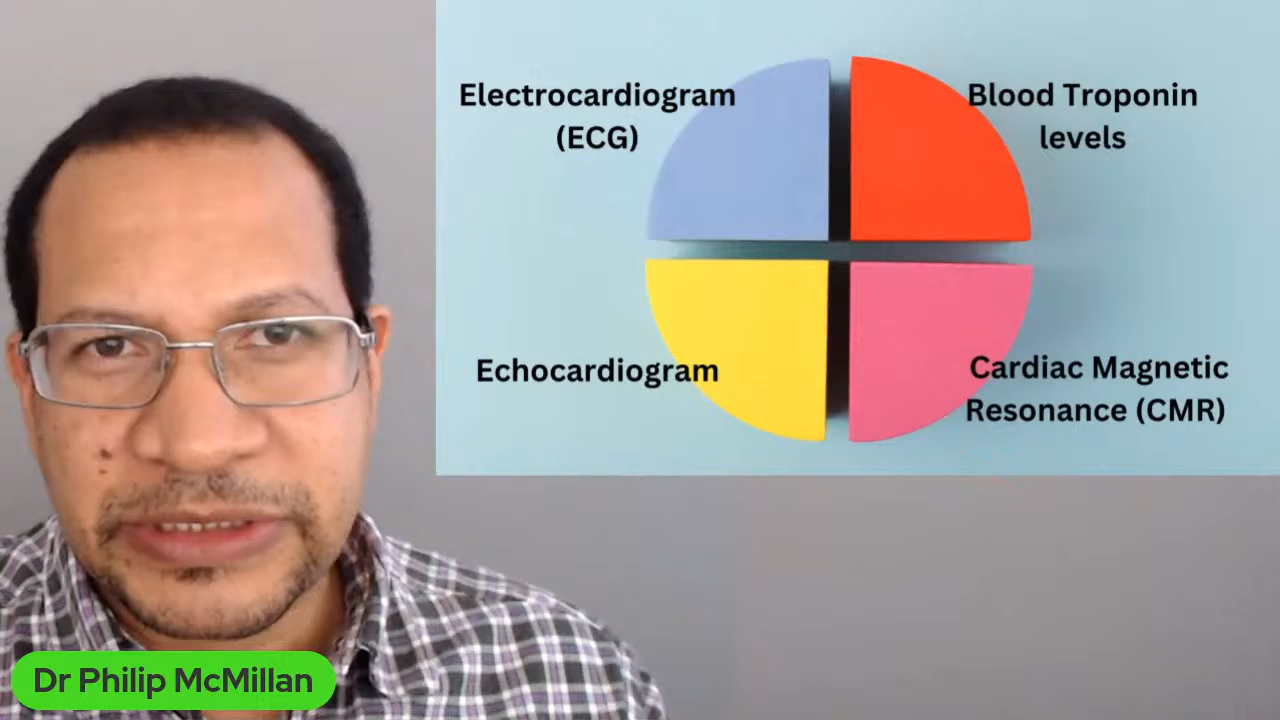 Electrocardiogram
(ECG)
Blood Troponin
levels
Echocardiogram
Cardiac Magnetic
Resonance (CMR)
Dr Philip McMillan